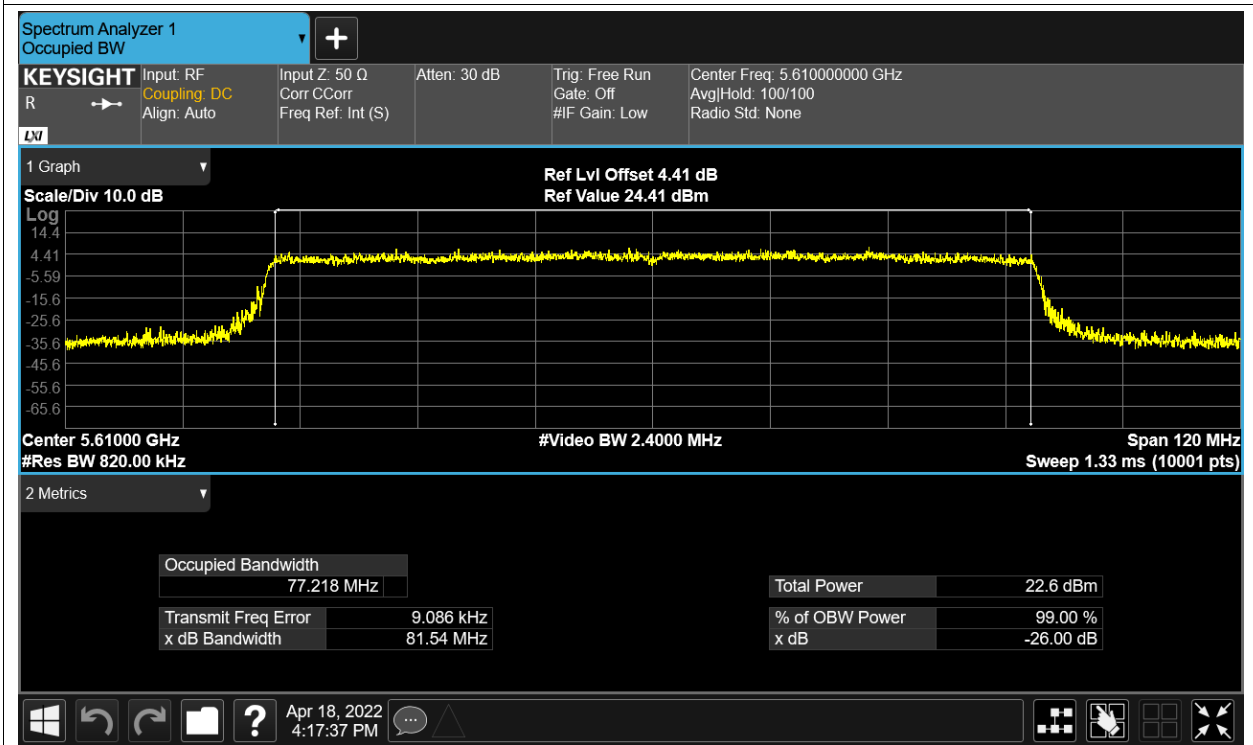 Spectrum Analyzer 1
Occupied BW
KEYSIGHT
R
LXI
Input: RF
Coupling: DC
Align: Auto
Input Z: 50 Ω
Corr CCorr
Freq Ref: Int (S)
Atten: 30 dB
Trig: Free Run
Gate: Off
#IF Gain: Low
Center Freq: 5.610000000 GHz
Avg|Hold: 100/100
Radio Std: None
1 Graph
Scale/Div 10.0 dB
Ref Lvl Offset 4.41 dB
Ref Value 24.41 dBm
Log
14.4
4.41
-5.59
-15.6
-25.6
-35.6
-45.6
-55.6
-65.6
Center 5.61000 GHz
#Video BW 2.4000 MHz
Span 120 MHz
#Res BW 820.00 kHz
Sweep 1.33 ms (10001 pts)
2 Metrics
Occupied Bandwidth
77.218 MHz
Total Power 22.6 dBm
Transmit Freq Error 9.086 kHz
% of OBW Power 99.00 %
x dB Bandwidth 81.54 MHz
x dB -26.00 dB
?
Apr 18, 2022
4:17:37 PM